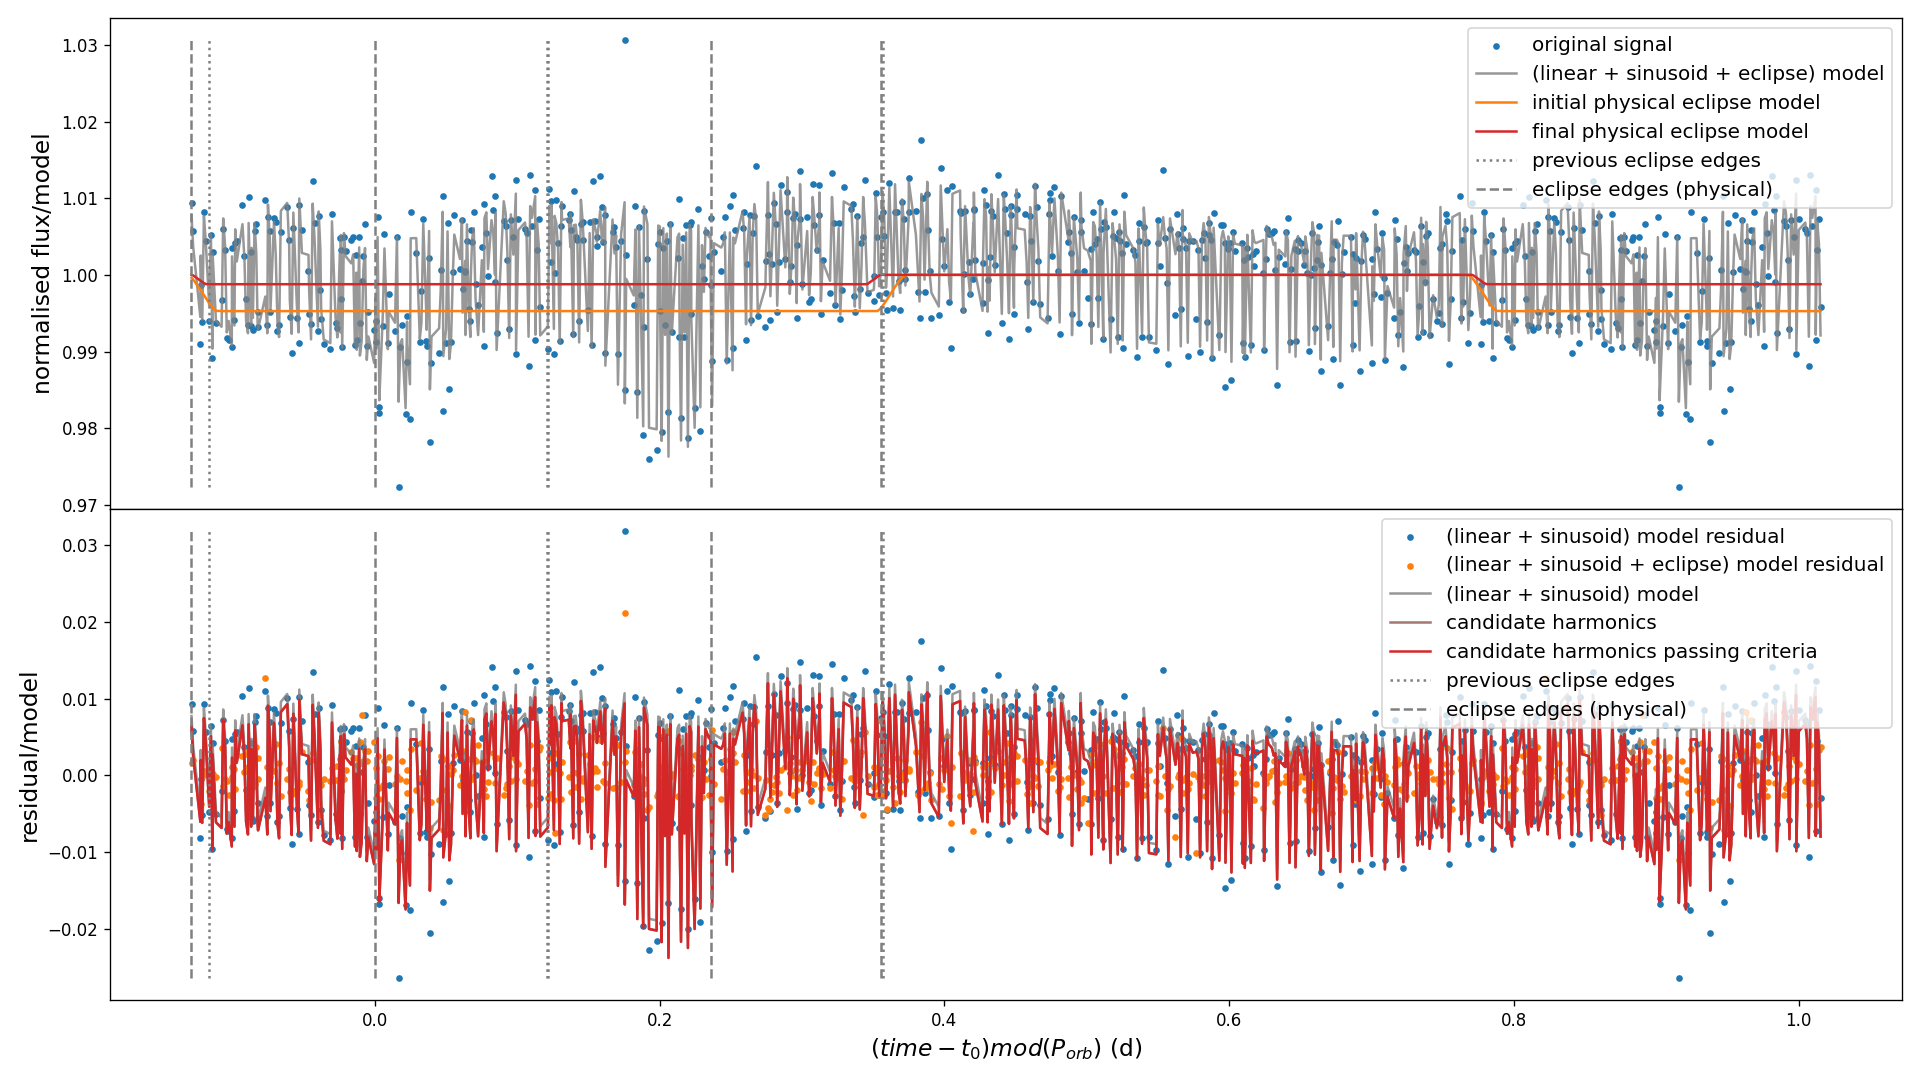 1.03
1.02
1.01
1.00
0.99
0.98
0.97
normalised flux/model
original signal
(linear + sinusoid + eclipse) model
initial physical eclipse model
final physical eclipse model
previous eclipse edges
eclipse edges (physical)
0.03
0.02
0.01
0.00
−0.01
−0.02
residual/model
(linear + sinusoid) model residual
(linear + sinusoid + eclipse) model residual
(linear + sinusoid) model
candidate harmonics
candidate harmonics passing criteria
previous eclipse edges
eclipse edges (physical)
0.0 0.2 0.4 0.6 0.8 1.0
(time − t₀)mod(P_orb) (d)